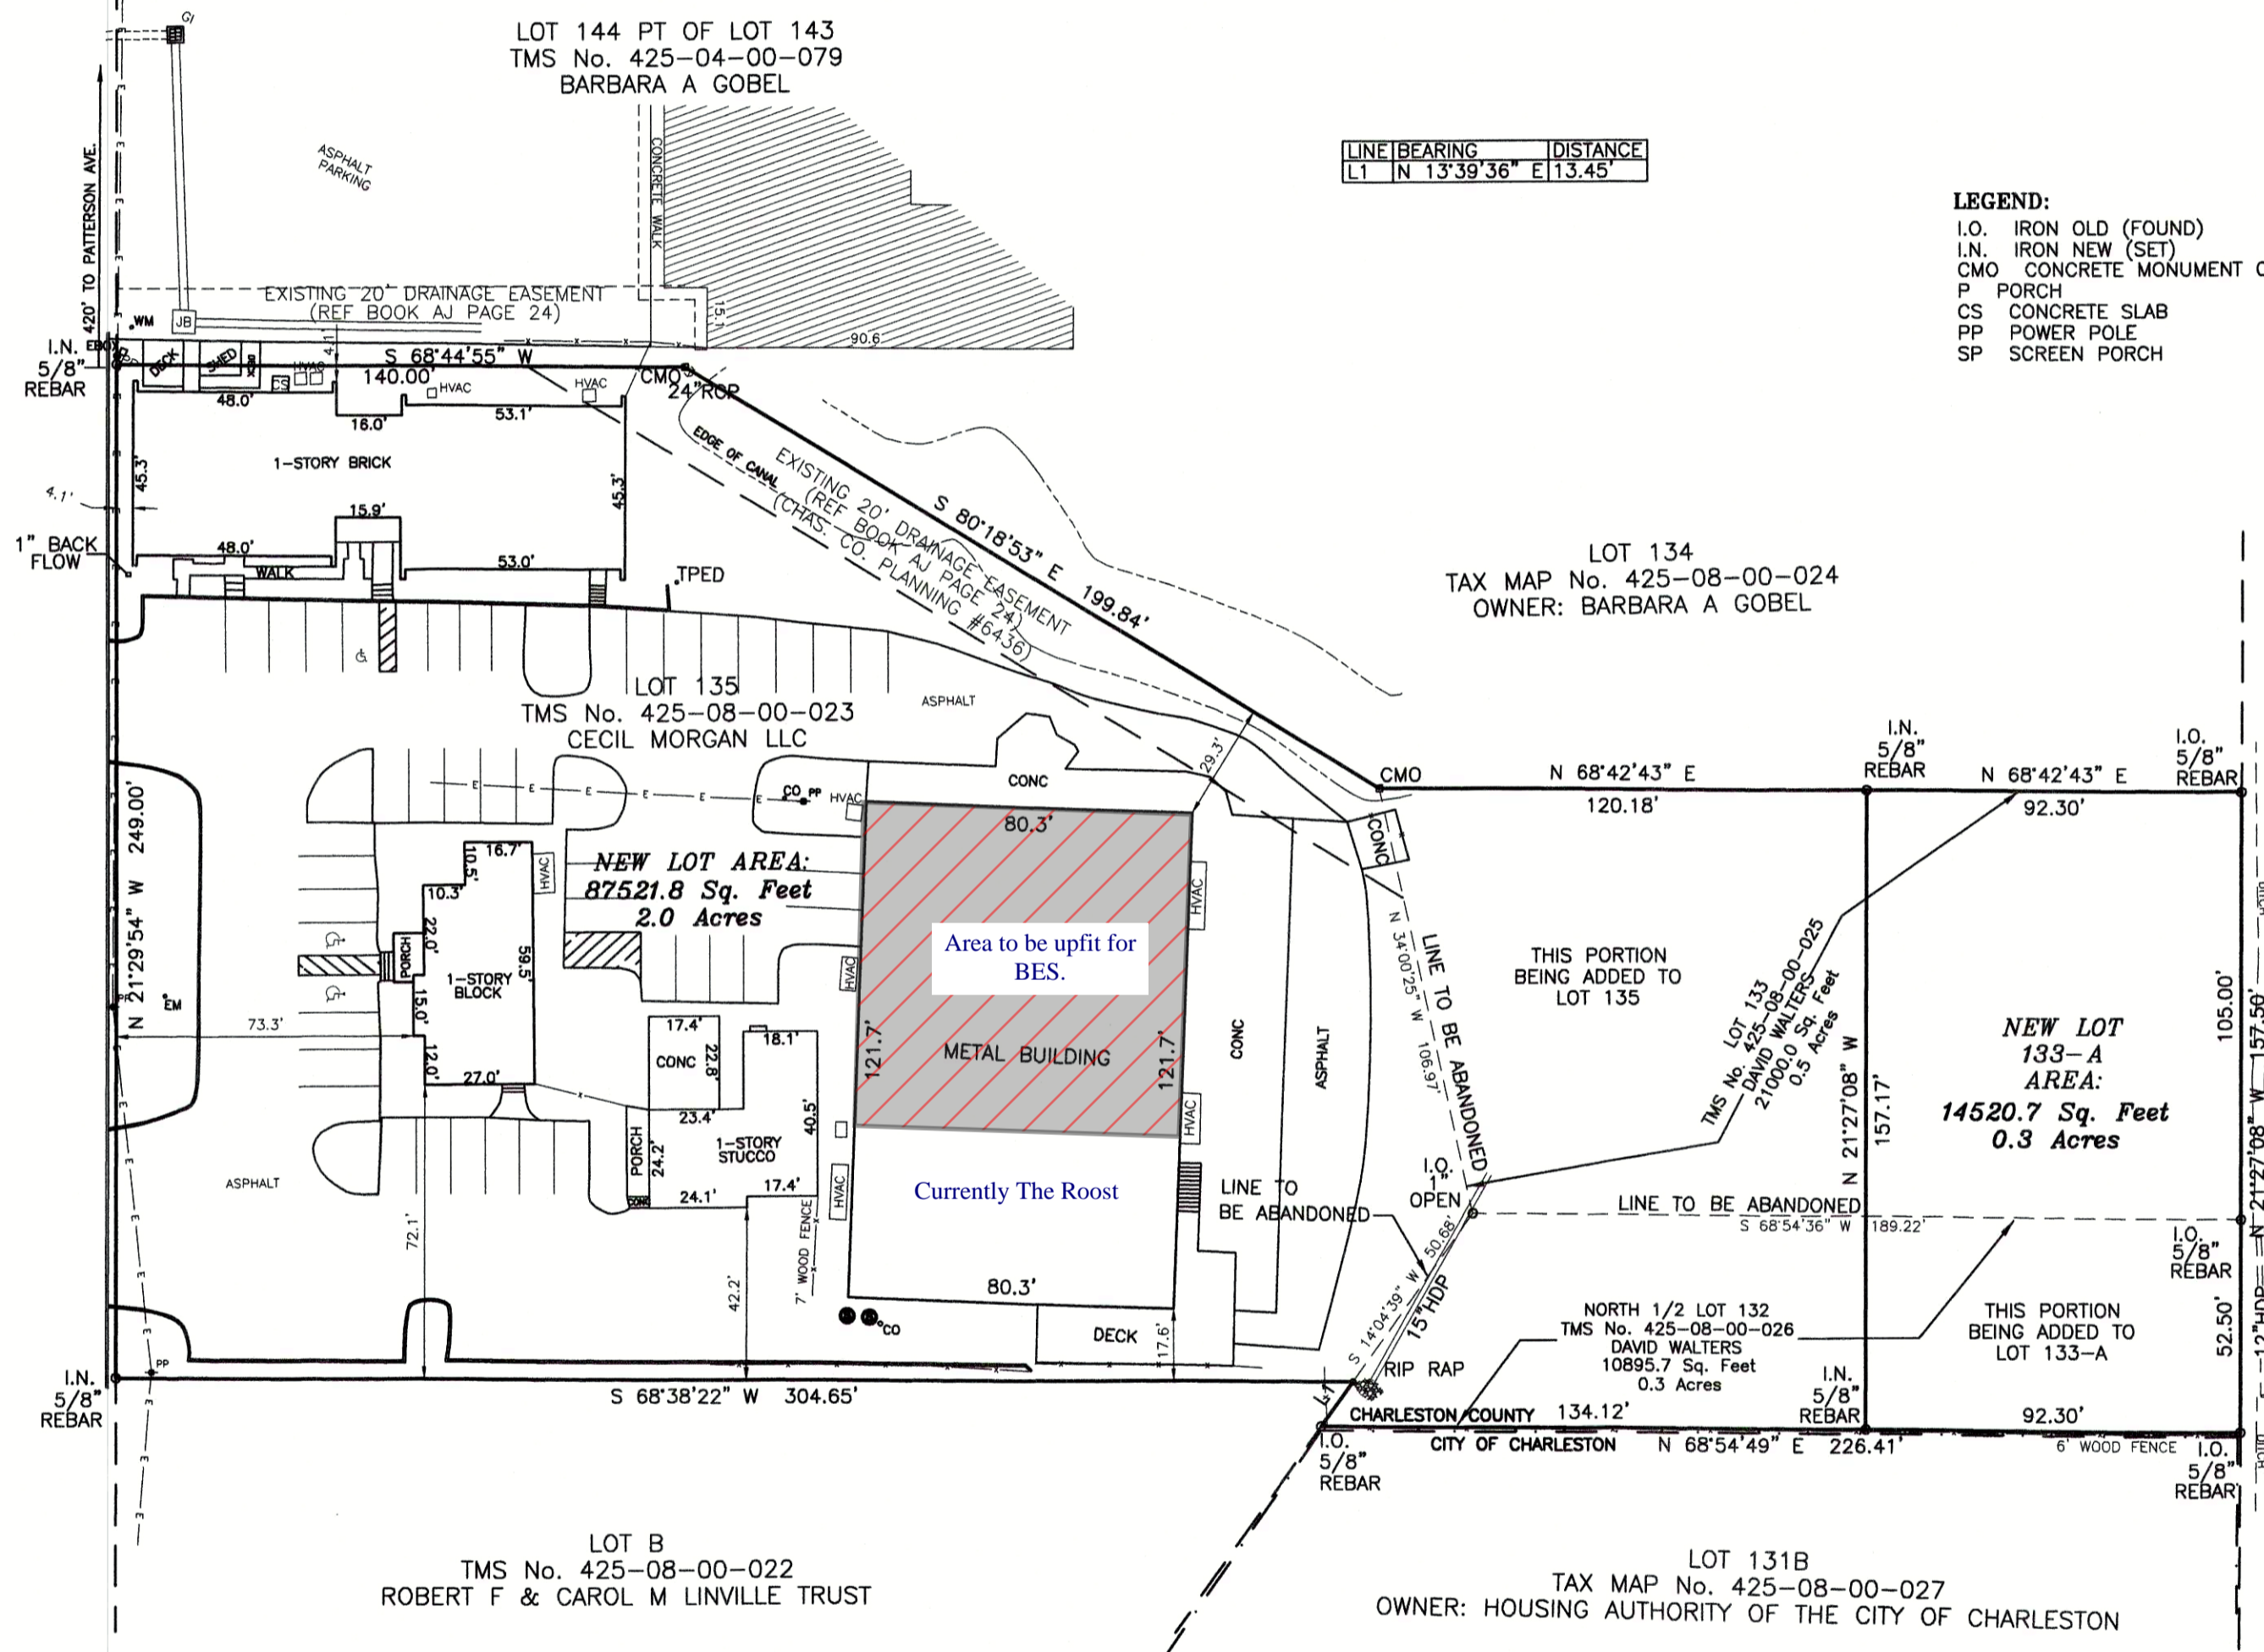 GI
LOT 144 PT OF LOT 143
TMS No. 425-04-00-079
BARBARA A GOBEL
420' TO PATTERSON AVE.
ASPHALT
PARKING
CONCRETE WALK
LINE BEARING DISTANCE
L1 N 13°39'36" E 13.45'
LEGEND:
I.O. IRON OLD (FOUND)
I.N. IRON NEW (SET)
CMO CONCRETE MONUMENT O
P PORCH
CS CONCRETE SLAB
PP POWER POLE
SP SCREEN PORCH
EXISTING 20' DRAINAGE EASEMENT
(REF BOOK AJ PAGE 24)
WM
JB
15.1
90.6
4.1'
I.N.
5/8"
REBAR
EBOX
DECK
SHED
BOX
CS
HVAC
S 68°44'55" W
140.00'
HVAC
HVAC
CMO
24" RCP
48.0'
16.0'
53.1'
1-STORY BRICK
45.3'
45.3'
4.1'
15.9'
1" BACK
FLOW
48.0'
WALK
53.0'
TPED
EDGE OF CANAL
EXISTING 20' DRAINAGE EASEMENT
(REF BOOK AJ PAGE 24)
(CHAS. CO. PLANNING #6436)
S 80°18'53" E 199.84'
LOT 134
TAX MAP No. 425-08-00-024
OWNER: BARBARA A GOBEL
LOT 135
TMS No. 425-08-00-023
CECIL MORGAN LLC
ASPHALT
29.3'
CONC
CMO
N 68°42'43" E
120.18'
I.N.
5/8"
REBAR
N 68°42'43" E
92.30'
I.O.
5/8"
REBAR
N 21°29'54" W 249.00'
E E E E E E
CO PP HVAC
80.3'
CONC
NEW LOT AREA:
87521.8 Sq. Feet
2.0 Acres
16.7'
10.5'
HVAC
10.3'
22.0'
PORCH
59.5'
1-STORY
BLOCK
15.0'
12.0'
27.0'
EM
73.3'
HVAC
HVAC
Area to be upfit for
BES.
METAL BUILDING
121.7'
121.7'
17.4'
CONC
22.8'
18.1'
23.4'
40.5'
PORCH
24.2'
1-STORY
STUCCO
CONC
24.1'
17.4'
HVAC
HVAC
CONC
ASPHALT
N 34°00'25" W 106.97'
LINE TO BE ABANDONED
THIS PORTION
BEING ADDED TO
LOT 135
LOT 133
TMS No. 425-08-00-025
DAVID WALTERS
21000.0 Sq. Feet
0.5 Acres
N 21°27'08" W
157.17'
NEW LOT
133-A
AREA:
14520.7 Sq. Feet
0.3 Acres
105.00'
N 21°27'08" W 157.50'
Currently The Roost
LINE TO
BE ABANDONED
I.O.
1"
OPEN
LINE TO BE ABANDONED
S 68°54'36" W 189.22'
I.O.
5/8"
REBAR
ASPHALT
72.1'
42.2'
7' WOOD FENCE
80.3'
CO
DECK
17.6'
S 14°04'39" W 50.68'
15"HDP
RIP RAP
NORTH 1/2 LOT 132
TMS No. 425-08-00-026
DAVID WALTERS
10895.7 Sq. Feet
0.3 Acres
THIS PORTION
BEING ADDED TO
LOT 133-A
52.50'
12"HDP
PP
I.N.
5/8"
REBAR
S 68°38'22" W 304.65'
L1
I.N.
5/8"
REBAR
CHARLESTON COUNTY 134.12'
92.30'
CITY OF CHARLESTON N 68°54'49" E 226.41'
6' WOOD FENCE
I.O.
5/8"
REBAR
I.O.
5/8"
REBAR
LOT B
TMS No. 425-08-00-022
ROBERT F & CAROL M LINVILLE TRUST
LOT 131B
TAX MAP No. 425-08-00-027
OWNER: HOUSING AUTHORITY OF THE CITY OF CHARLESTON